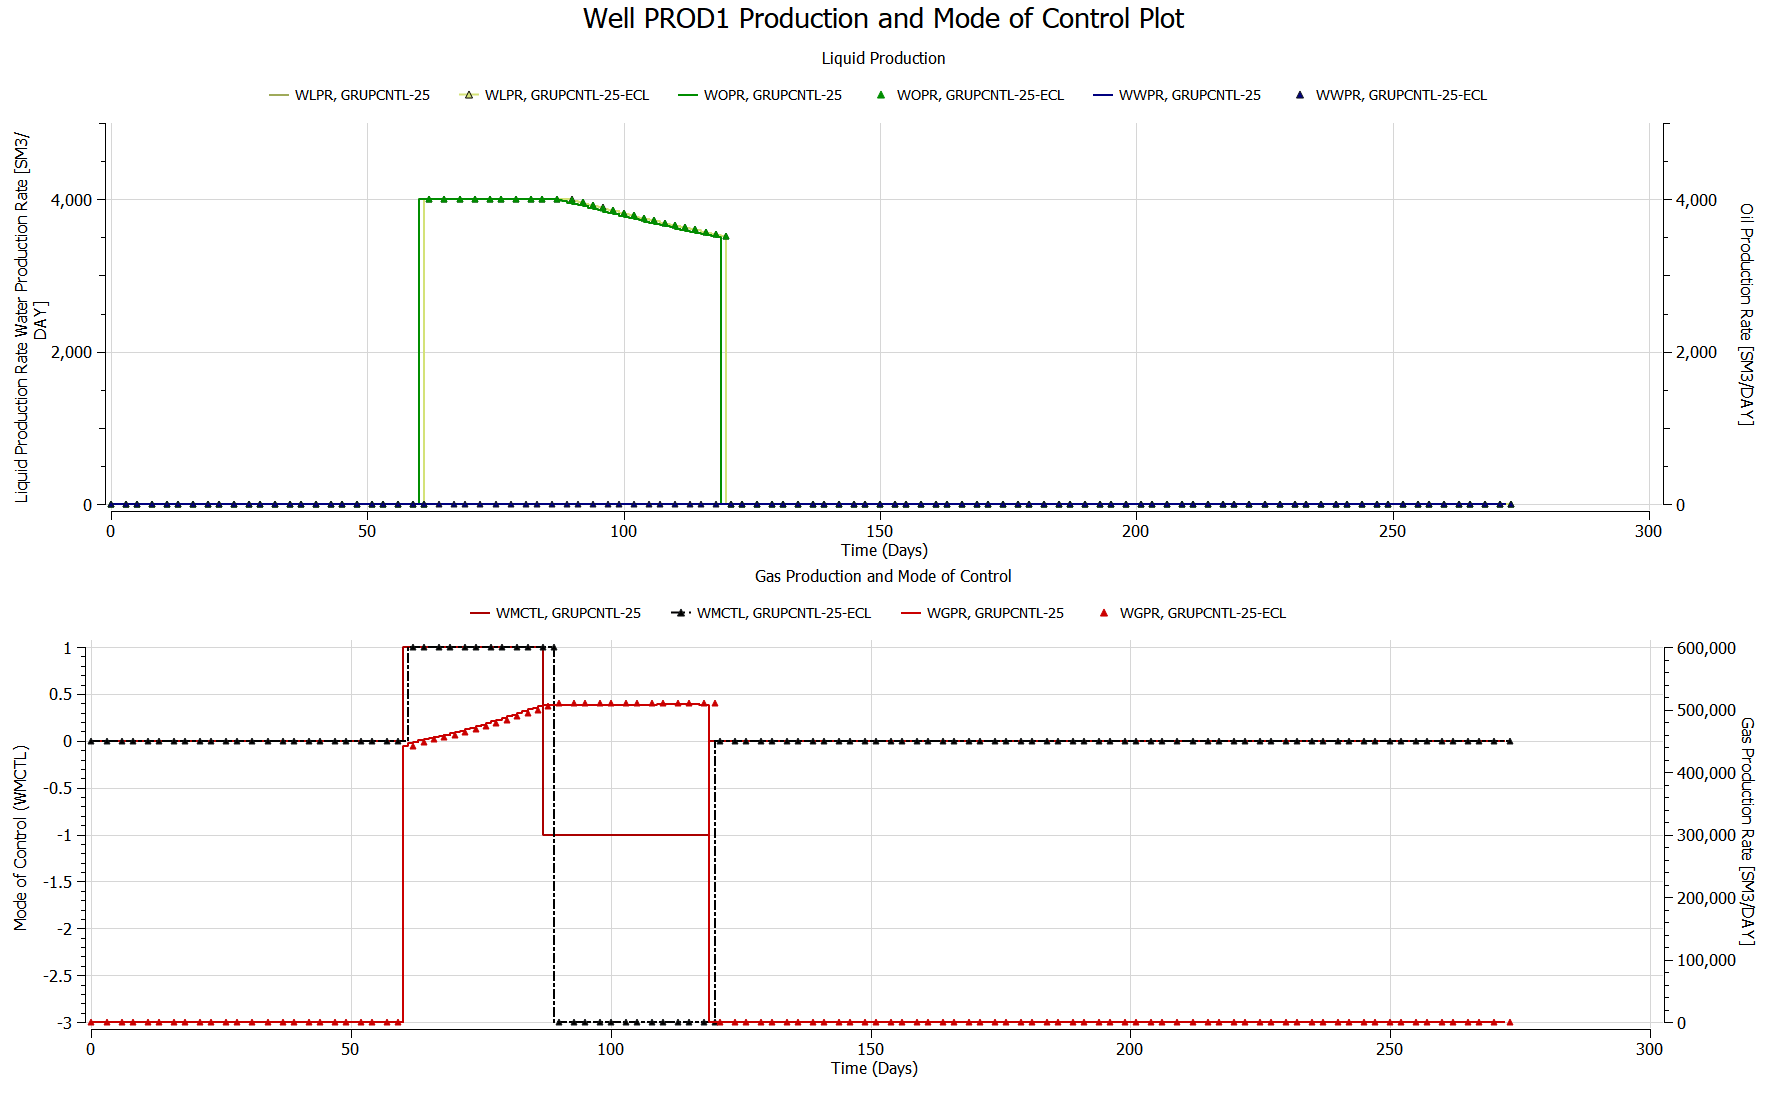 Well PROD1 Production and Mode of Control Plot
Liquid Production
WLPR, GRUPCNTL-25 WLPR, GRUPCNTL-25-ECL WOPR, GRUPCNTL-25 WOPR, GRUPCNTL-25-ECL WWPR, GRUPCNTL-25 WWPR, GRUPCNTL-25-ECL
Liquid Production Rate Water Production Rate [SM3/
DAY]
4,000
2,000
0
4,000
2,000
0
Oil Production Rate [SM3/DAY]
0 50 100 150 200 250 300
Time (Days)
Gas Production and Mode of Control
WMCTL, GRUPCNTL-25 WMCTL, GRUPCNTL-25-ECL WGPR, GRUPCNTL-25 WGPR, GRUPCNTL-25-ECL
Mode of Control (WMCTL)
1
0.5
0
-0.5
-1
-1.5
-2
-2.5
-3
600,000
500,000
400,000
300,000
200,000
100,000
0
Gas Production Rate [SM3/DAY]
0 50 100 150 200 250 300
Time (Days)